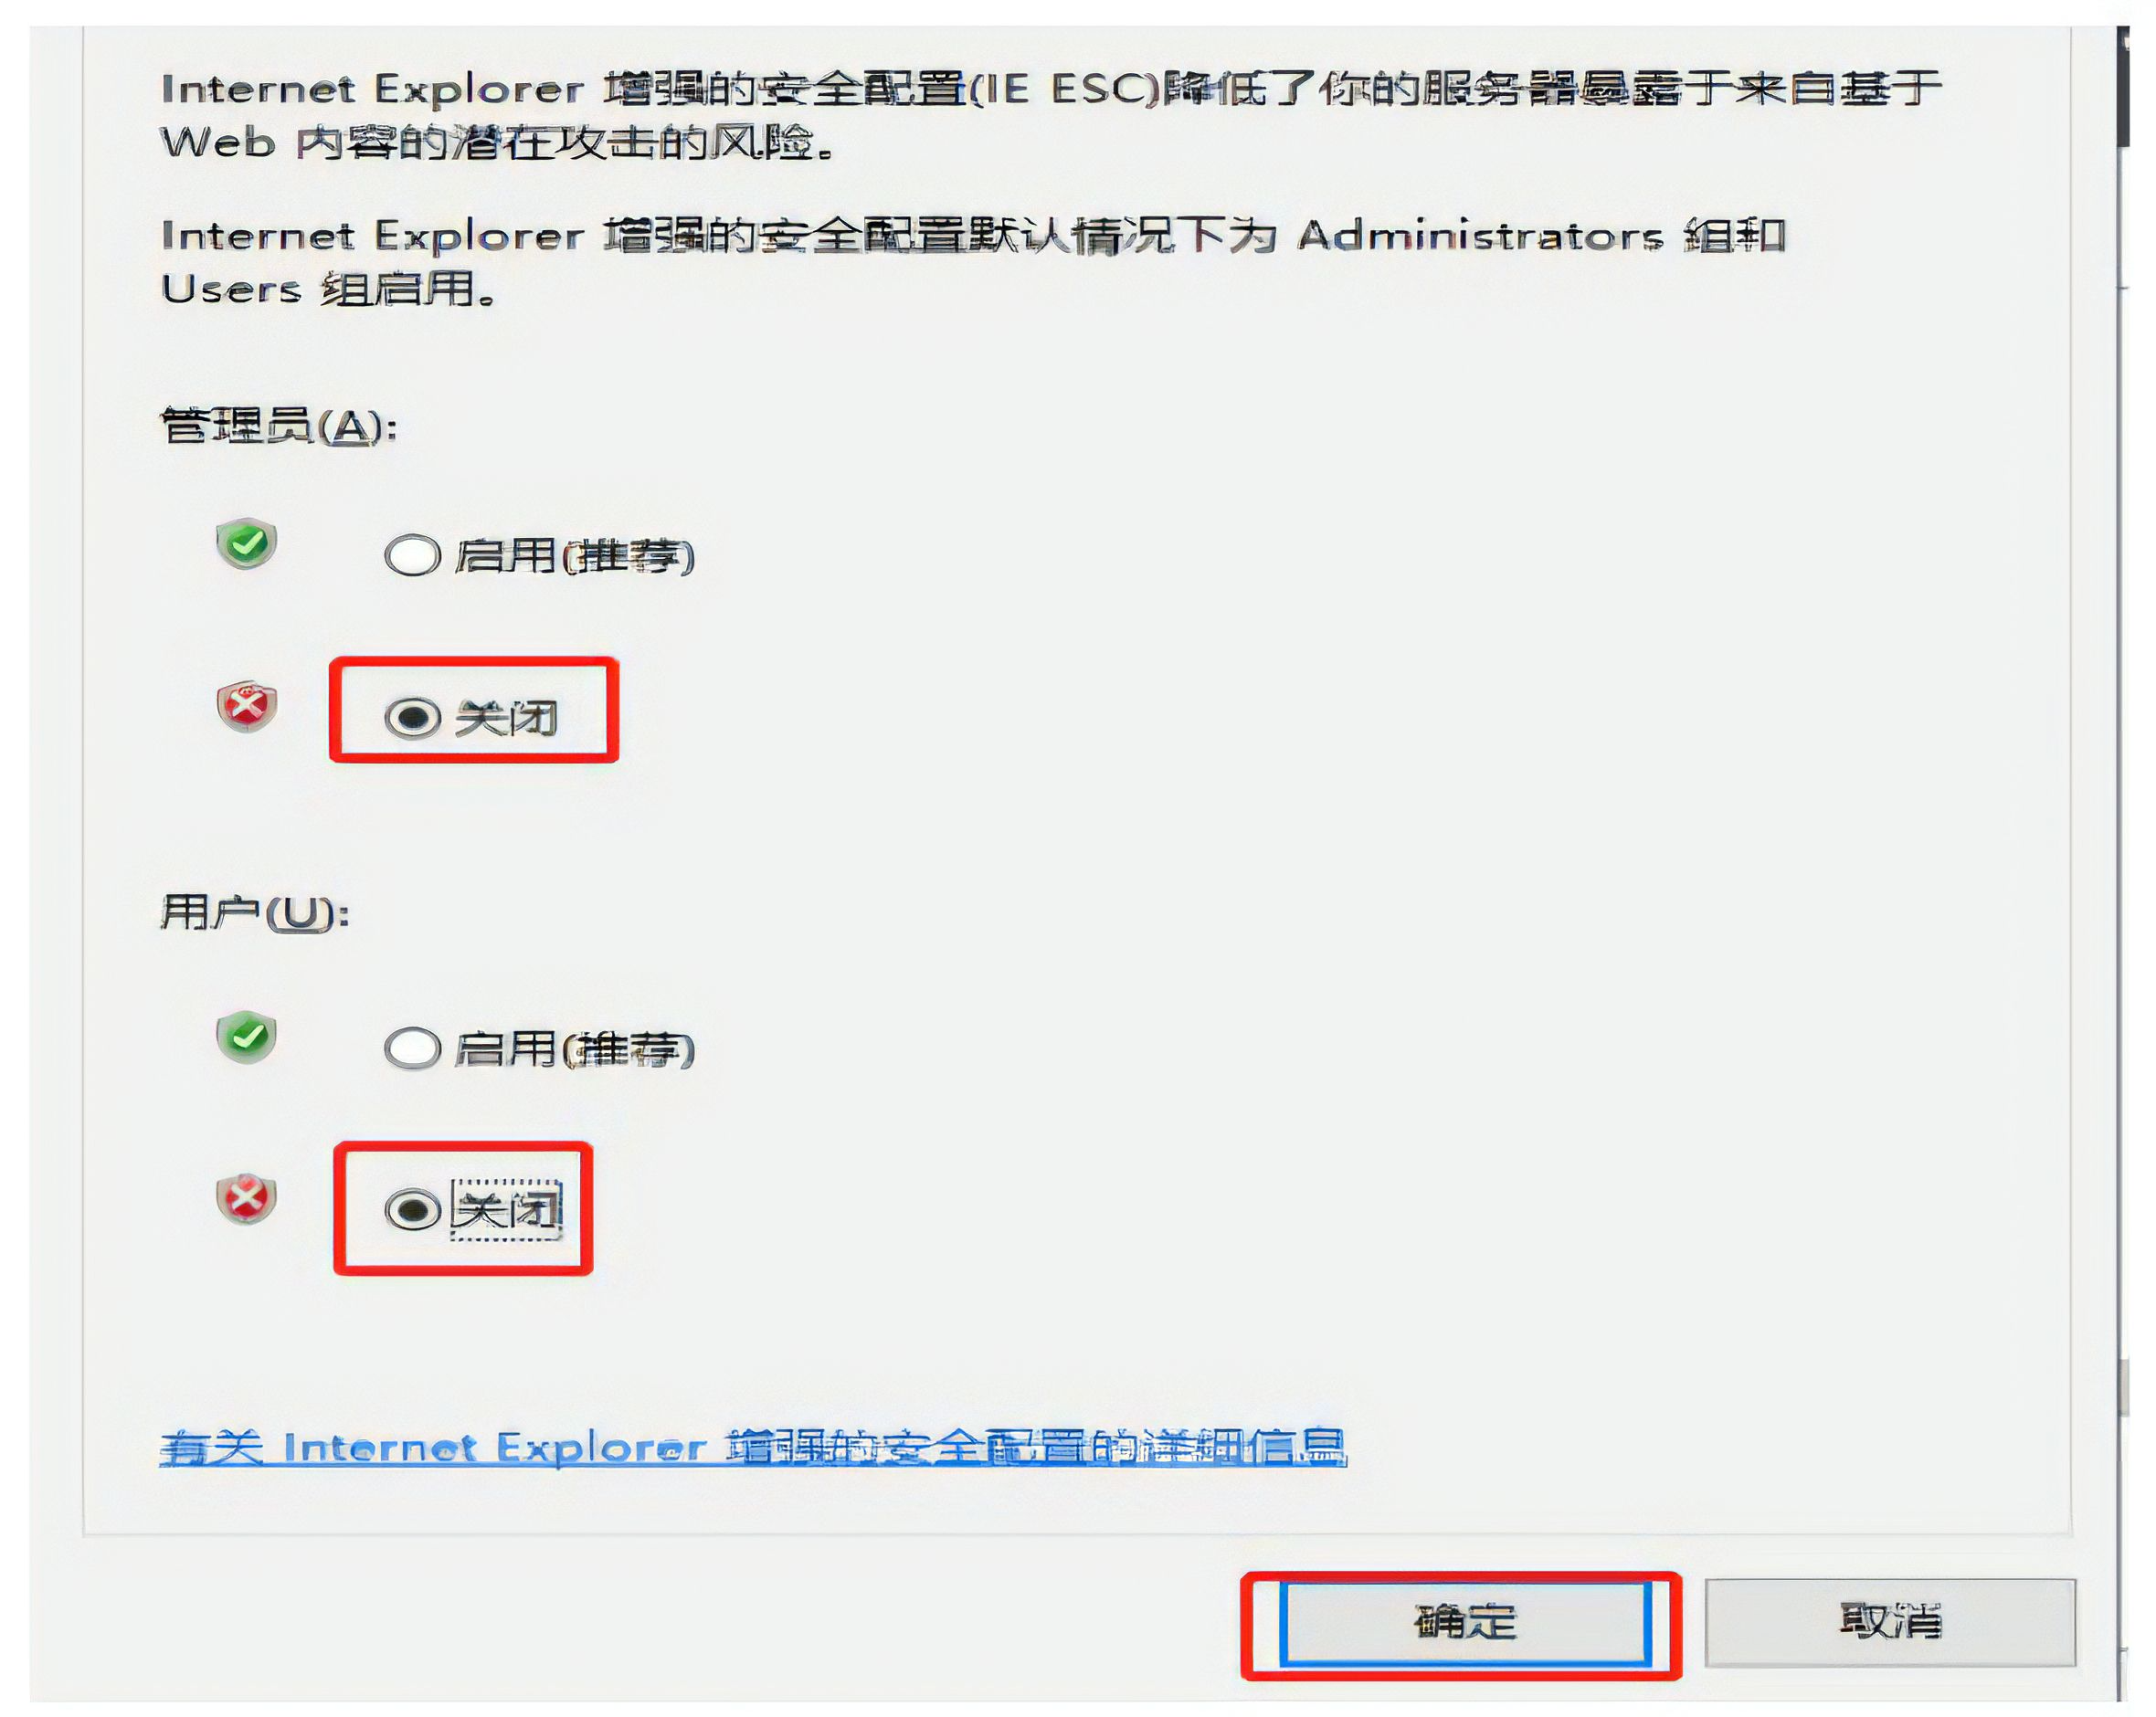 Internet Explorer 增强的安全配置(IE ESC)降低了你的服务器暴露于来自基于
Web 内容的潜在攻击的风险。
Internet Explorer 增强的安全配置默认情况下为 Administrators 组和
Users 组启用。
管理员(A):
启用(推荐)
关闭
用户(U):
启用(推荐)
关闭
有关 Internet Explorer 增强的安全配置的详细信息
确定
取消